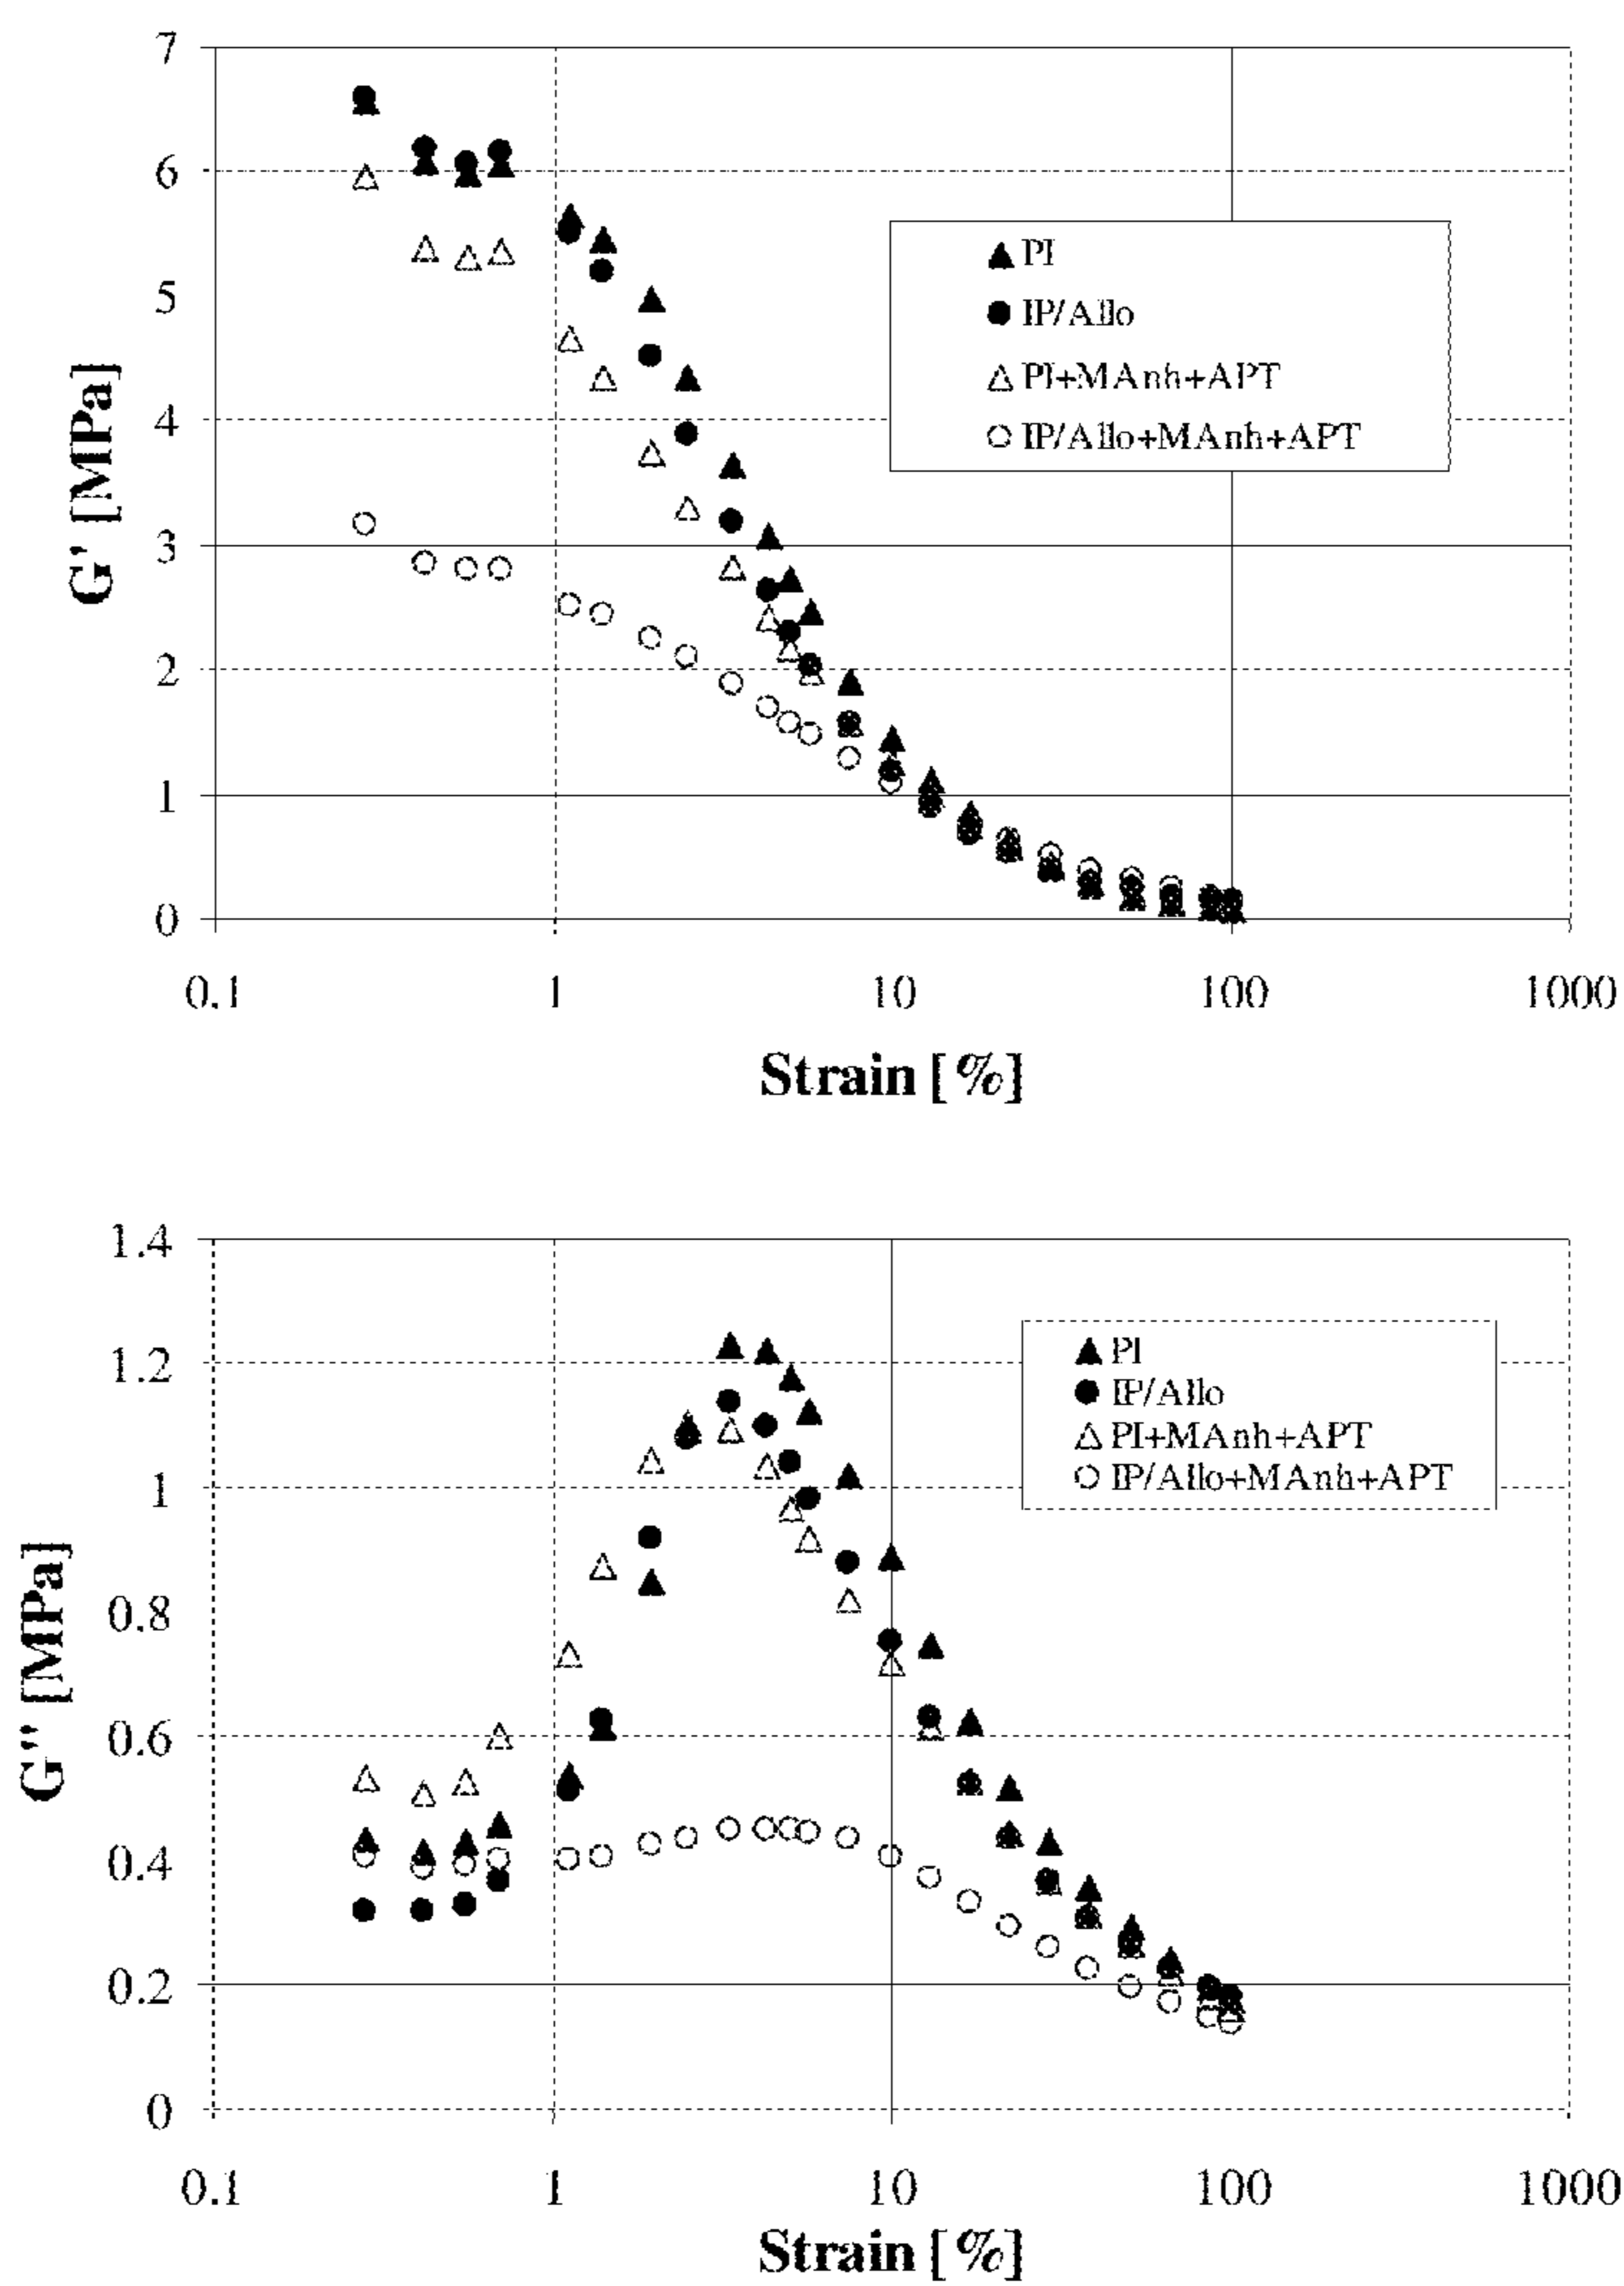 7
6
5
4
3
2
1
0
G' [MPa]
▲ PI
● IP/Allo
△ PI+MAnh+APT
○ IP/Allo+MAnh+APT
0.1 1 10 100 1000
Strain [%]
1.4
1.2
1
0.8
0.6
0.4
0.2
0
G'' [MPa]
▲ PI
● IP/Allo
△ PI+MAnh+APT
○ IP/Allo+MAnh+APT
0.1 1 10 100 1000
Strain [%]